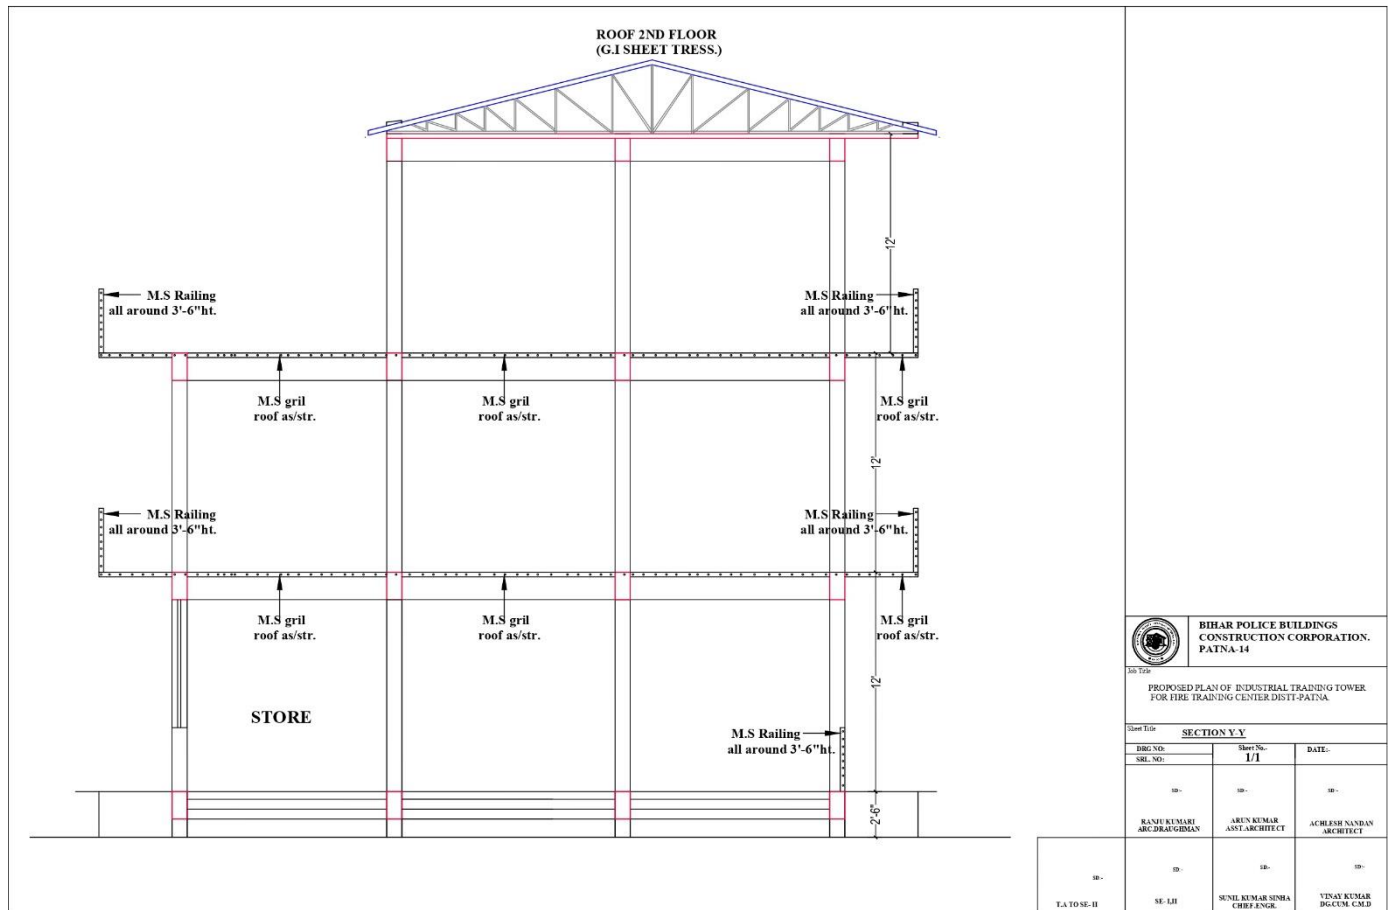 ROOF 2ND FLOOR
(G.I SHEET TRESS.)
12'
M.S Railing
all around 3'-6"ht.
M.S Railing
all around 3'-6"ht.
M.S gril
roof as/str.
M.S gril
roof as/str.
M.S gril
roof as/str.
12'
M.S Railing
all around 3'-6"ht.
M.S Railing
all around 3'-6"ht.
M.S gril
roof as/str.
M.S gril
roof as/str.
M.S gril
roof as/str.
12'
STORE
M.S Railing
all around 3'-6"ht.
2'-6"
BIHAR POLICE BUILDINGS
CONSTRUCTION CORPORATION.
PATNA-14
Job Title
PROPOSED PLAN OF INDUSTRIAL TRAINING TOWER
FOR FIRE TRAINING CENTER DISTT-PATNA.
Sheet Title
SECTION Y-Y
DRG NO:
SRL. NO:
Sheet No.-
1/1
DATE:-
SD-
SD-
SD-
RANJU KUMARI
ARC.DRAUGHMAN
ARUN KUMAR
ASST.ARCHITECT
ACHLESH NANDAN
ARCHITECT
SD-
SD-
SD-
SD-
T.A TO SE- II
SE- I,II
SUNIL KUMAR SINHA
CHIEF.ENGR.
VINAY KUMAR
DG.CUM- C.M.D